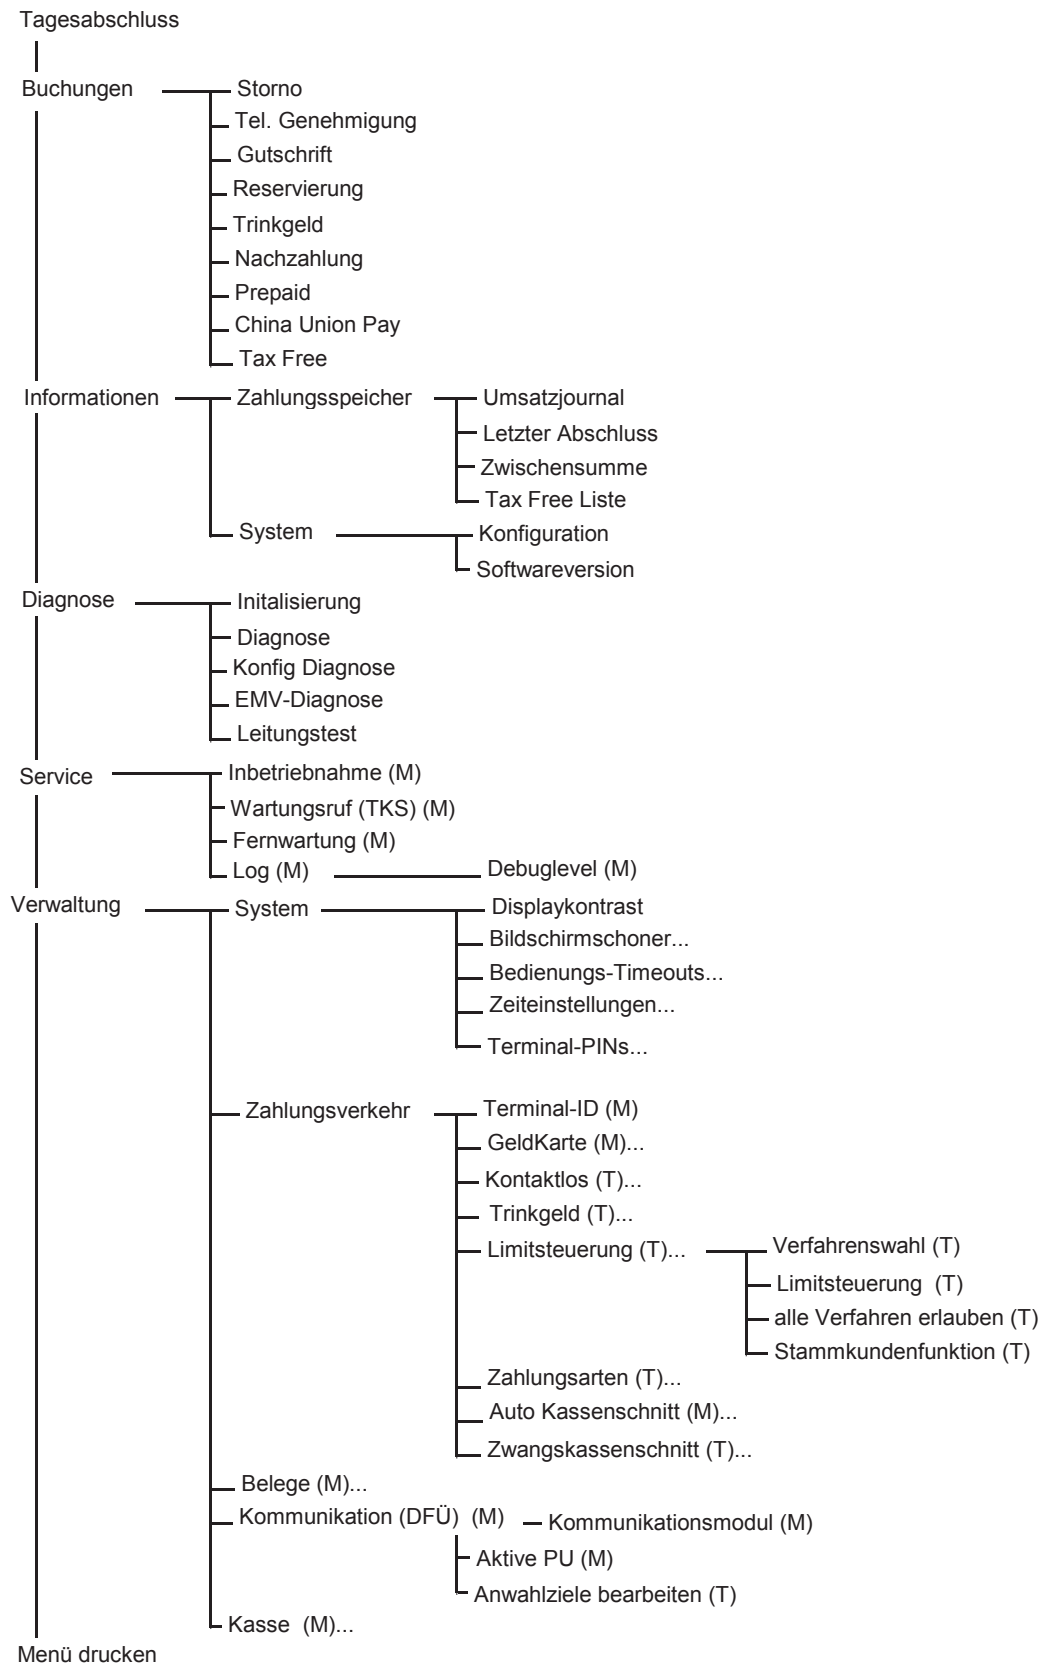 Tagesabschluss
Buchungen
Storno
Tel. Genehmigung
Gutschrift
Reservierung
Trinkgeld
Nachzahlung
Prepaid
China Union Pay
Tax Free
Informationen
Zahlungsspeicher
Umsatzjournal
Letzter Abschluss
Zwischensumme
Tax Free Liste
System
Konfiguration
Softwareversion
Diagnose
Initalisierung
Diagnose
Konfig Diagnose
EMV-Diagnose
Leitungstest
Service
Inbetriebnahme (M)
Wartungsruf (TKS) (M)
Fernwartung (M)
Log (M)
Debuglevel (M)
Verwaltung
System
Displaykontrast
Bildschirmschoner...
Bedienungs-Timeouts...
Zeiteinstellungen...
Terminal-PINs...
Zahlungsverkehr
Terminal-ID (M)
GeldKarte (M)...
Kontaktlos (T)...
Trinkgeld (T)...
Limitsteuerung (T)...
Verfahrenswahl (T)
Limitsteuerung (T)
alle Verfahren erlauben (T)
Stammkundenfunktion (T)
Zahlungsarten (T)...
Auto Kassenschnitt (M)...
Zwangskassenschnitt (T)...
Belege (M)...
Kommunikation (DFÜ) (M)
Kommunikationsmodul (M)
Aktive PU (M)
Anwahlziele bearbeiten (T)
Kasse (M)...
Menü drucken